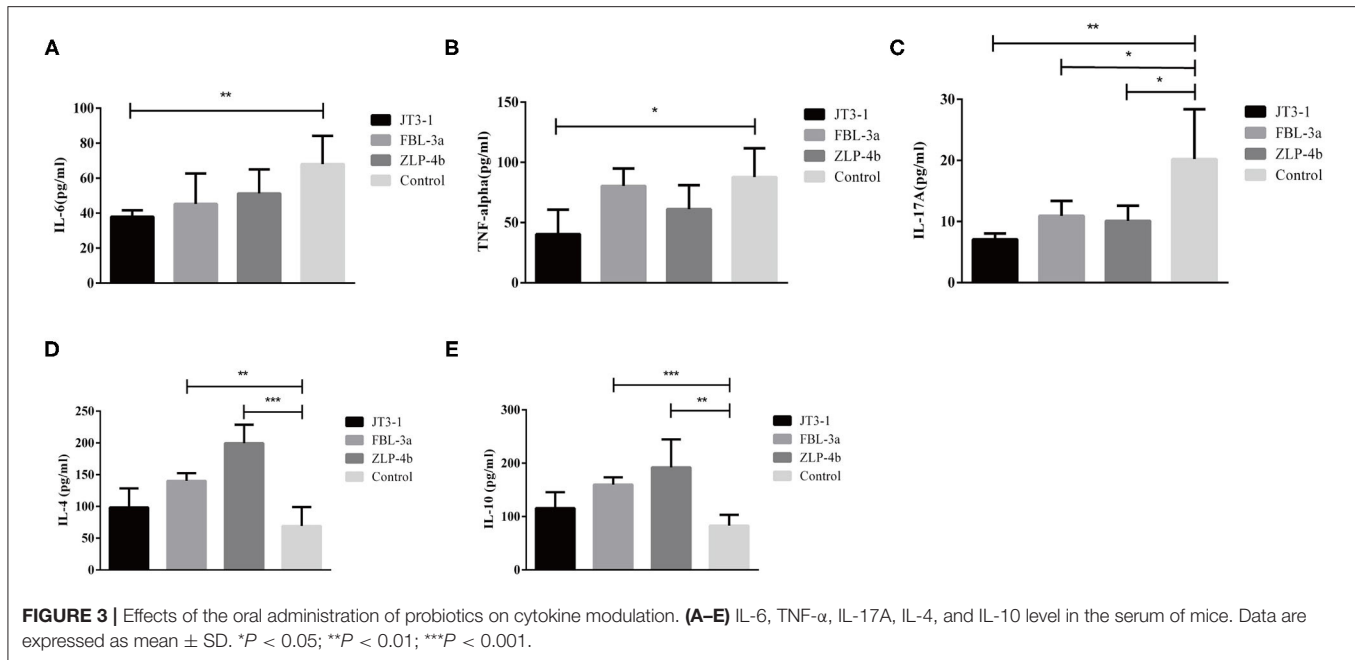 A
**
IL-6(pg/ml)
100
80
60
40
20
0
JT3-1
FBL-3a
ZLP-4b
Control
B
*
TNF-alpha(pg/ml)
150
100
50
0
JT3-1
FBL-3a
ZLP-4b
Control
C
**
*
*
IL-17A(pg/ml)
30
20
10
0
JT3-1
FBL-3a
ZLP-4b
Control
D
**
***
IL-4 (pg/ml)
250
200
150
100
50
0
JT3-1
FBL-3a
ZLP-4b
Control
E
***
**
IL-10 (pg/ml)
300
200
100
0
JT3-1
FBL-3a
ZLP-4b
Control
FIGURE 3 | Effects of the oral administration of probiotics on cytokine modulation. (A–E) IL-6, TNF-α, IL-17A, IL-4, and IL-10 level in the serum of mice. Data are
expressed as mean ± SD. *P < 0.05; **P < 0.01; ***P < 0.001.